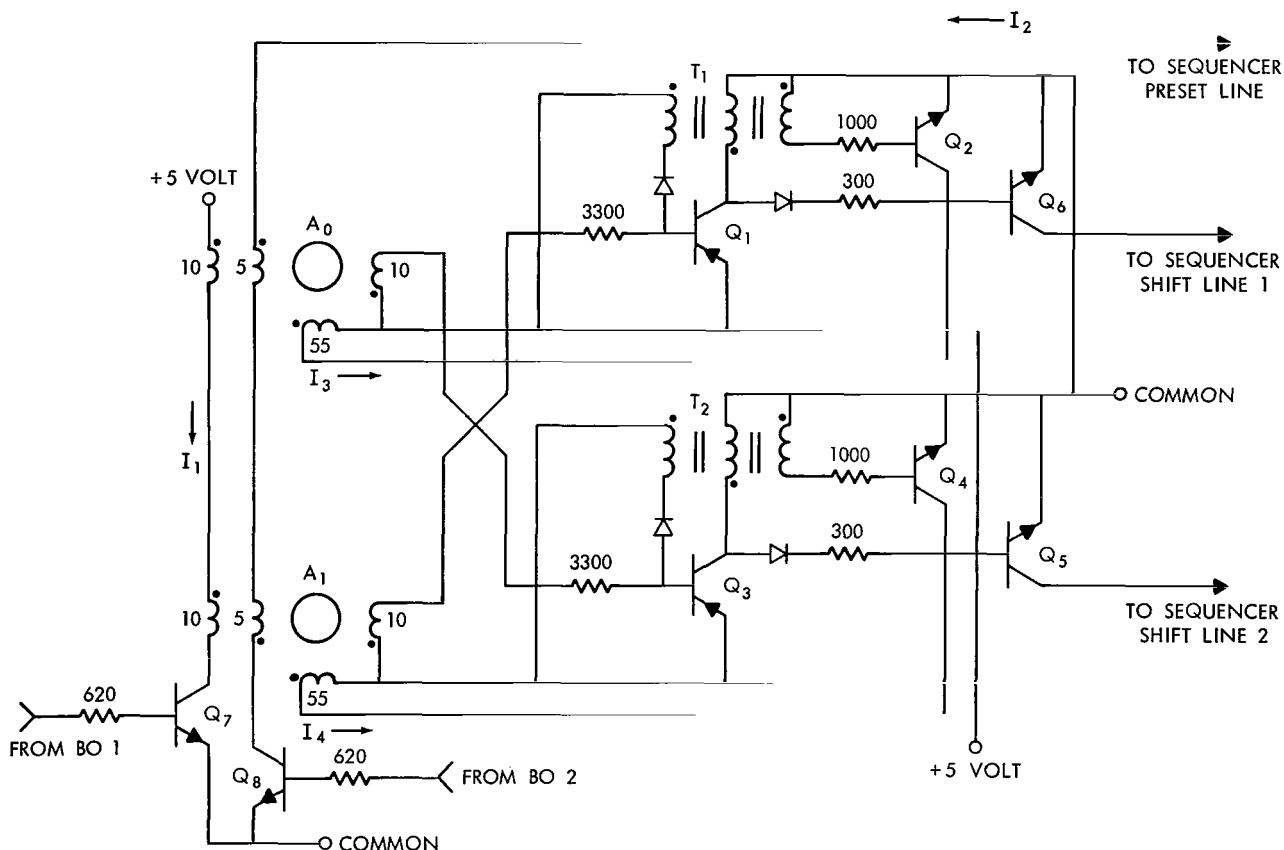 I2
TO SEQUENCER
PRESET LINE
T1
1000
Q2
+5 VOLT
300
Q6
A0
3300
Q1
10
5
10
TO SEQUENCER
SHIFT LINE 1
55
I3
T2
COMMON
I1
1000
Q4
300
Q5
A1
3300
Q3
10
5
10
TO SEQUENCER
SHIFT LINE 2
620
55
Q7
I4
FROM BO 1
620
Q8
FROM BO 2
+5 VOLT
COMMON